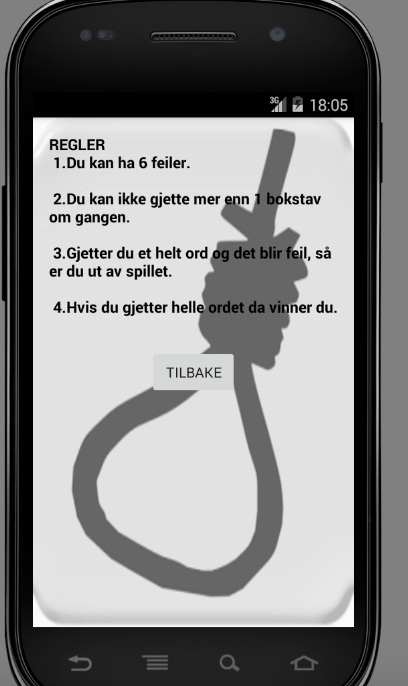 3G 18:05
REGLER
1.Du kan ha 6 feiler.
2.Du kan ikke gjette mer enn 1 bokstav
om gangen.
3.Gjetter du et helt ord og det blir feil, så
er du ut av spillet.
4.Hvis du gjetter helle ordet da vinner du.
TILBAKE